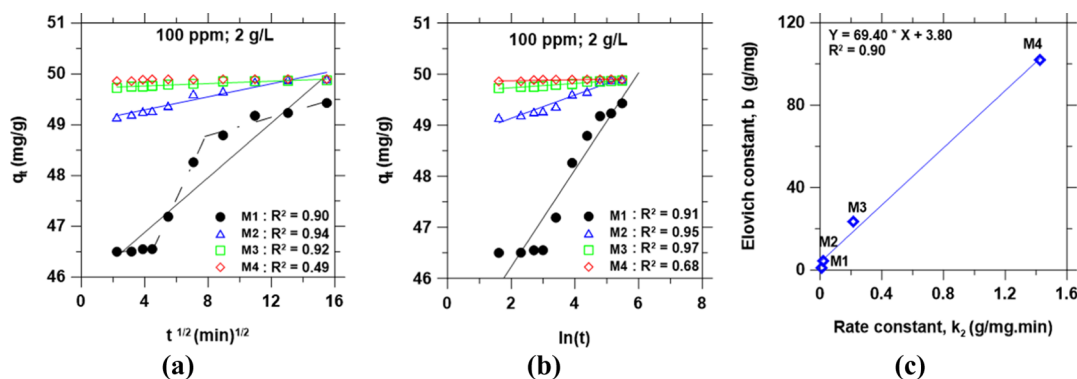 100 ppm; 2 g/L
51
50
49
48
47
46
qt (mg/g)
M1 : R² = 0.90
M2 : R² = 0.94
M3 : R² = 0.92
M4 : R² = 0.49
0 4 8 12 16
t 1/2 (min)1/2
(a)
100 ppm; 2 g/L
51
50
49
48
47
46
qt (mg/g)
M1 : R² = 0.91
M2 : R² = 0.95
M3 : R² = 0.97
M4 : R² = 0.68
0 2 4 6 8
ln(t)
(b)
Y = 69.40 * X + 3.80
R² = 0.90
120
80
40
0
Elovich constant, b (g/mg)
M4
M3
M2
M1
0 0.4 0.8 1.2 1.6
Rate constant, k2 (g/mg.min)
(c)